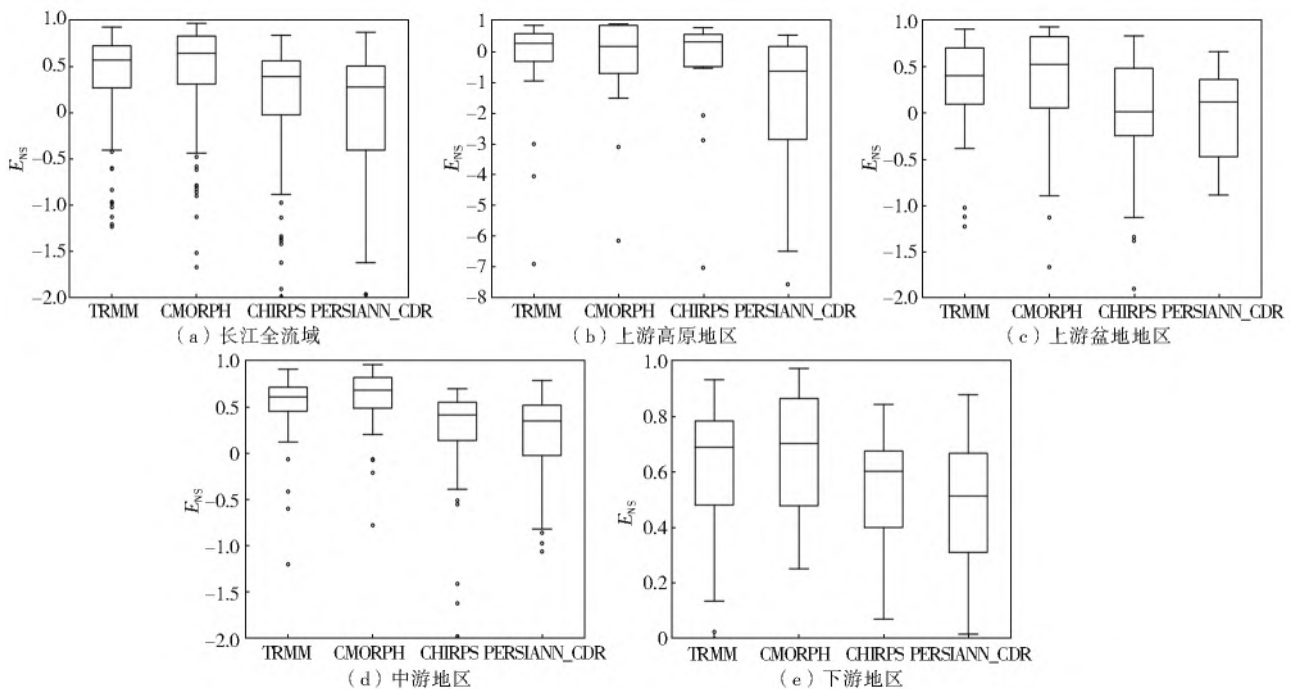 1.0
0.5
0
−0.5
−1.0
−1.5
−2.0
E_NS
TRMM CMORPH CHIRPS PERSIANN_CDR
(a)长江全流域
1
0
−1
−2
−3
−4
−5
−6
−7
−8
E_NS
TRMM CMORPH CHIRPS PERSIANN_CDR
(b)上游高原地区
1.0
0.5
0
−0.5
−1.0
−1.5
−2.0
E_NS
TRMM CMORPH CHIRPS PERSIANN_CDR
(c)上游盆地地区
1.0
0.5
0
−0.5
−1.0
−1.5
−2.0
E_NS
TRMM CMORPH CHIRPS PERSIANN_CDR
(d)中游地区
1.0
0.8
0.6
0.4
0.2
0
E_NS
TRMM CMORPH CHIRPS PERSIANN_CDR
(e)下游地区